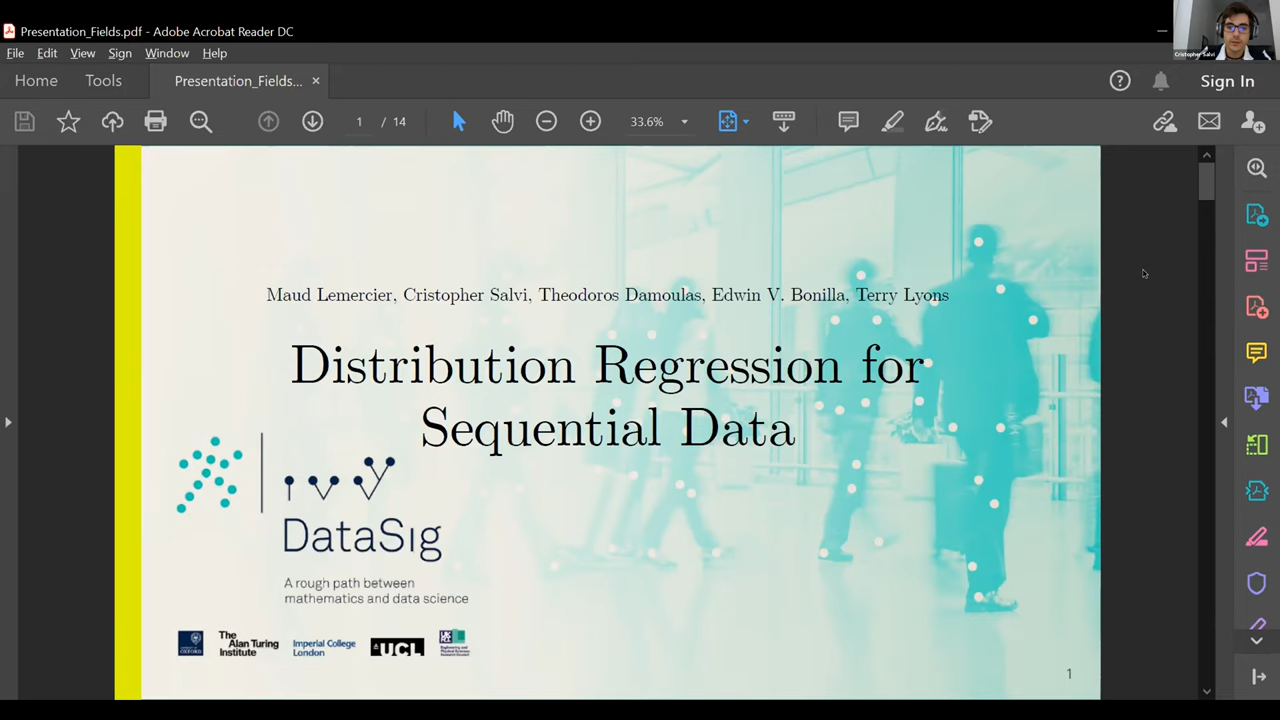 Presentation_Fields.pdf - Adobe Acrobat Reader DC
Cristopher Salvi
File Edit View Sign Window Help
Home Tools Presentation_Fields... × Sign In
1 / 14 33.6%
Maud Lemercier, Cristopher Salvi, Theodoros Damoulas, Edwin V. Bonilla, Terry Lyons
Distribution Regression for
Sequential Data
DataSig
A rough path between
mathematics and data science
The
Alan Turing
Institute
Imperial College
London
UCL
1